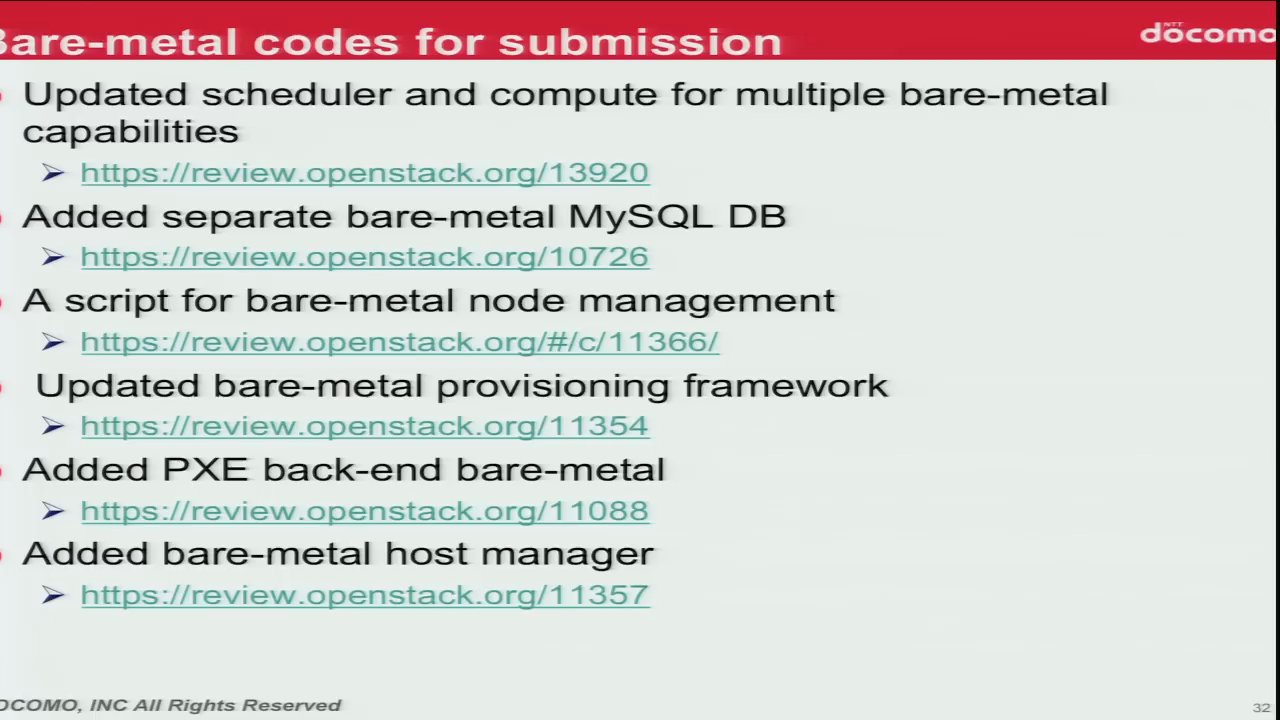 Bare-metal codes for submission
NTT
docomo
Updated scheduler and compute for multiple bare-metal
capabilities
https://review.openstack.org/13920
Added separate bare-metal MySQL DB
https://review.openstack.org/10726
A script for bare-metal node management
https://review.openstack.org/#/c/11366/
Updated bare-metal provisioning framework
https://review.openstack.org/11354
Added PXE back-end bare-metal
https://review.openstack.org/11088
Added bare-metal host manager
https://review.openstack.org/11357
OCOMO, INC All Rights Reserved
32